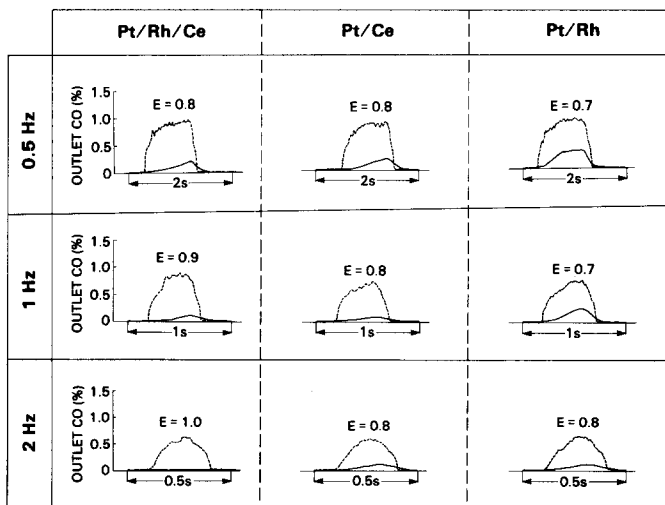 Pt/Rh/Ce Pt/Ce Pt/Rh
0.5 Hz
OUTLET CO (%)
1.5
1.0
0.5
0
E = 0.8
2s
E = 0.8
2s
E = 0.7
2s
1 Hz
OUTLET CO (%)
1.5
1.0
0.5
0
E = 0.9
1s
E = 0.8
1s
E = 0.7
1s
2 Hz
OUTLET CO (%)
1.5
1.0
0.5
0
E = 1.0
0.5s
E = 0.8
0.5s
E = 0.8
0.5s